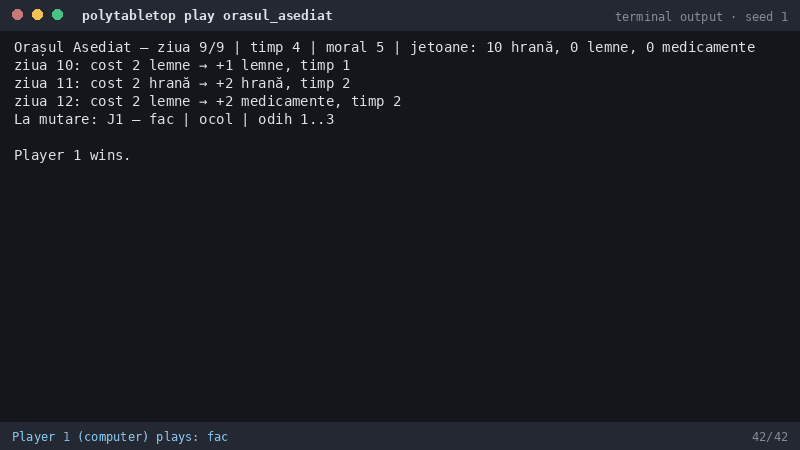 polytabletop play orasul_asediat
terminal output · seed 1
Orașul Asediat — ziua 9/9 | timp 4 | moral 5 | jetoane: 10 hrană, 0 lemne, 0 medicamente
ziua 10: cost 2 lemne → +1 lemne, timp 1
ziua 11: cost 2 hrană → +2 hrană, timp 2
ziua 12: cost 2 lemne → +2 medicamente, timp 2
La mutare: J1 — fac | ocol | odih 1..3
Player 1 wins.
Player 1 (computer) plays: fac
42/42